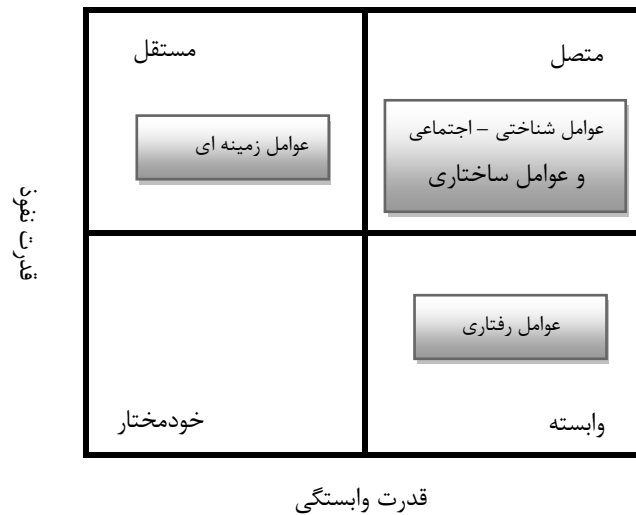 متصل
مستقل
عوامل شناختی – اجتماعی
و عوامل ساختاری
عوامل زمینه ای
قدرت نفوذ
عوامل رفتاری
وابسته
خودمختار
قدرت وابستگی